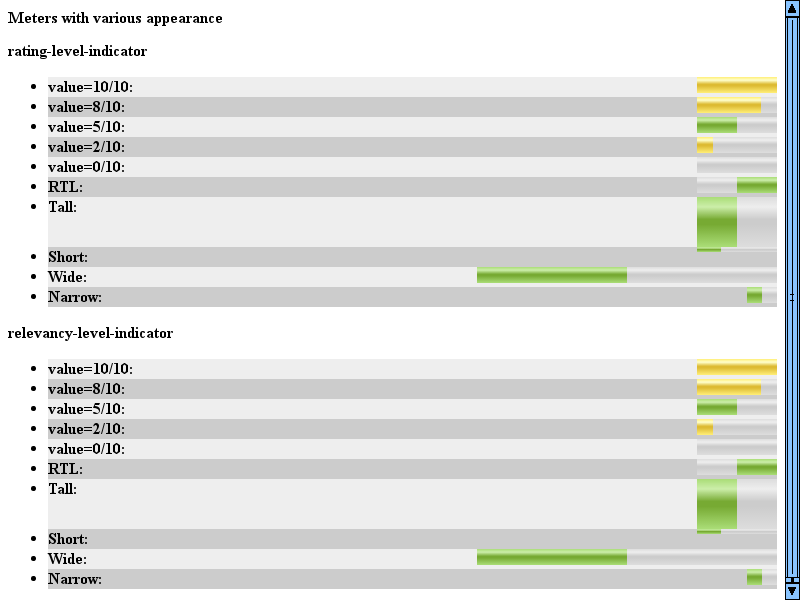 Meters with various appearance
rating-level-indicator
value=10/10:
value=8/10:
value=5/10:
value=2/10:
value=0/10:
RTL:
Tall:
Short:
Wide:
Narrow:
relevancy-level-indicator
value=10/10:
value=8/10:
value=5/10:
value=2/10:
value=0/10:
RTL:
Tall:
Short:
Wide:
Narrow: